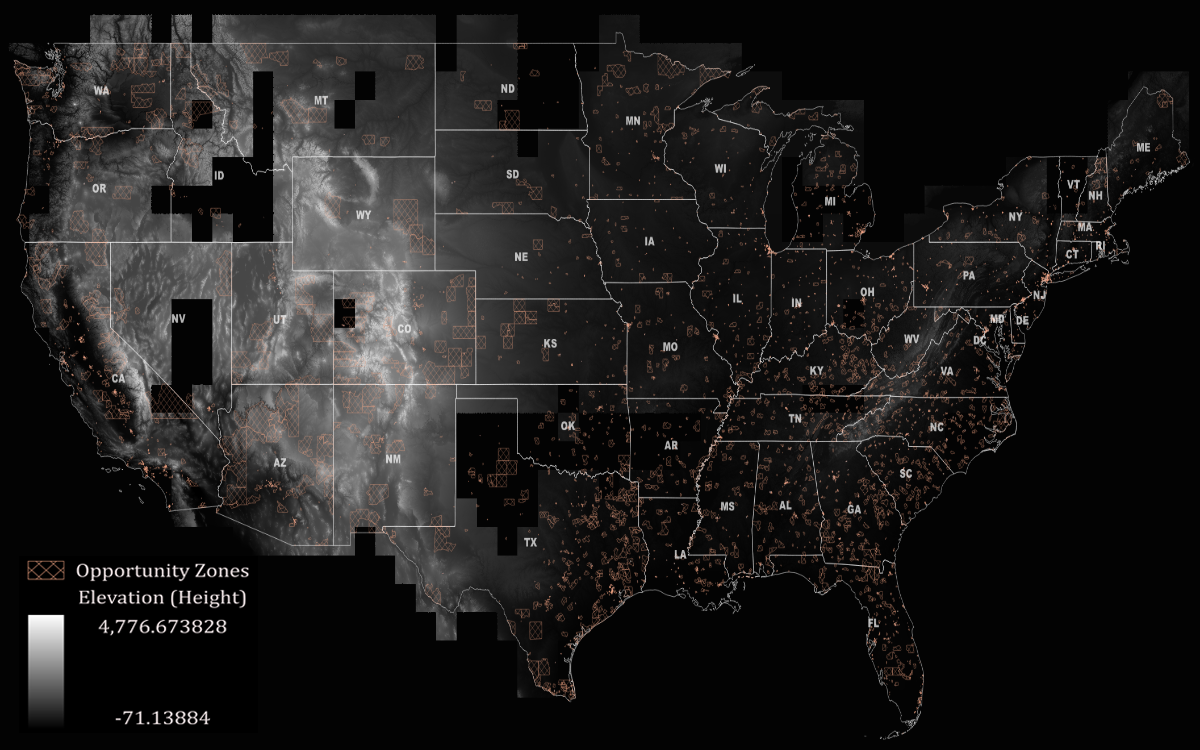 WA
MT
ND
MN
ME
OR
ID
SD
WI
VT
NH
WY
MI
NY
MA
IA
CT
RI
NE
PA
NV
UT
CO
IL
IN
OH
NJ
MD
DE
KS
MO
WV
DC
CA
KY
VA
OK
TN
NC
AZ
NM
AR
SC
MS
AL
GA
TX
LA
FL
Opportunity Zones
Elevation (Height)
4,776.673828
-71.13884